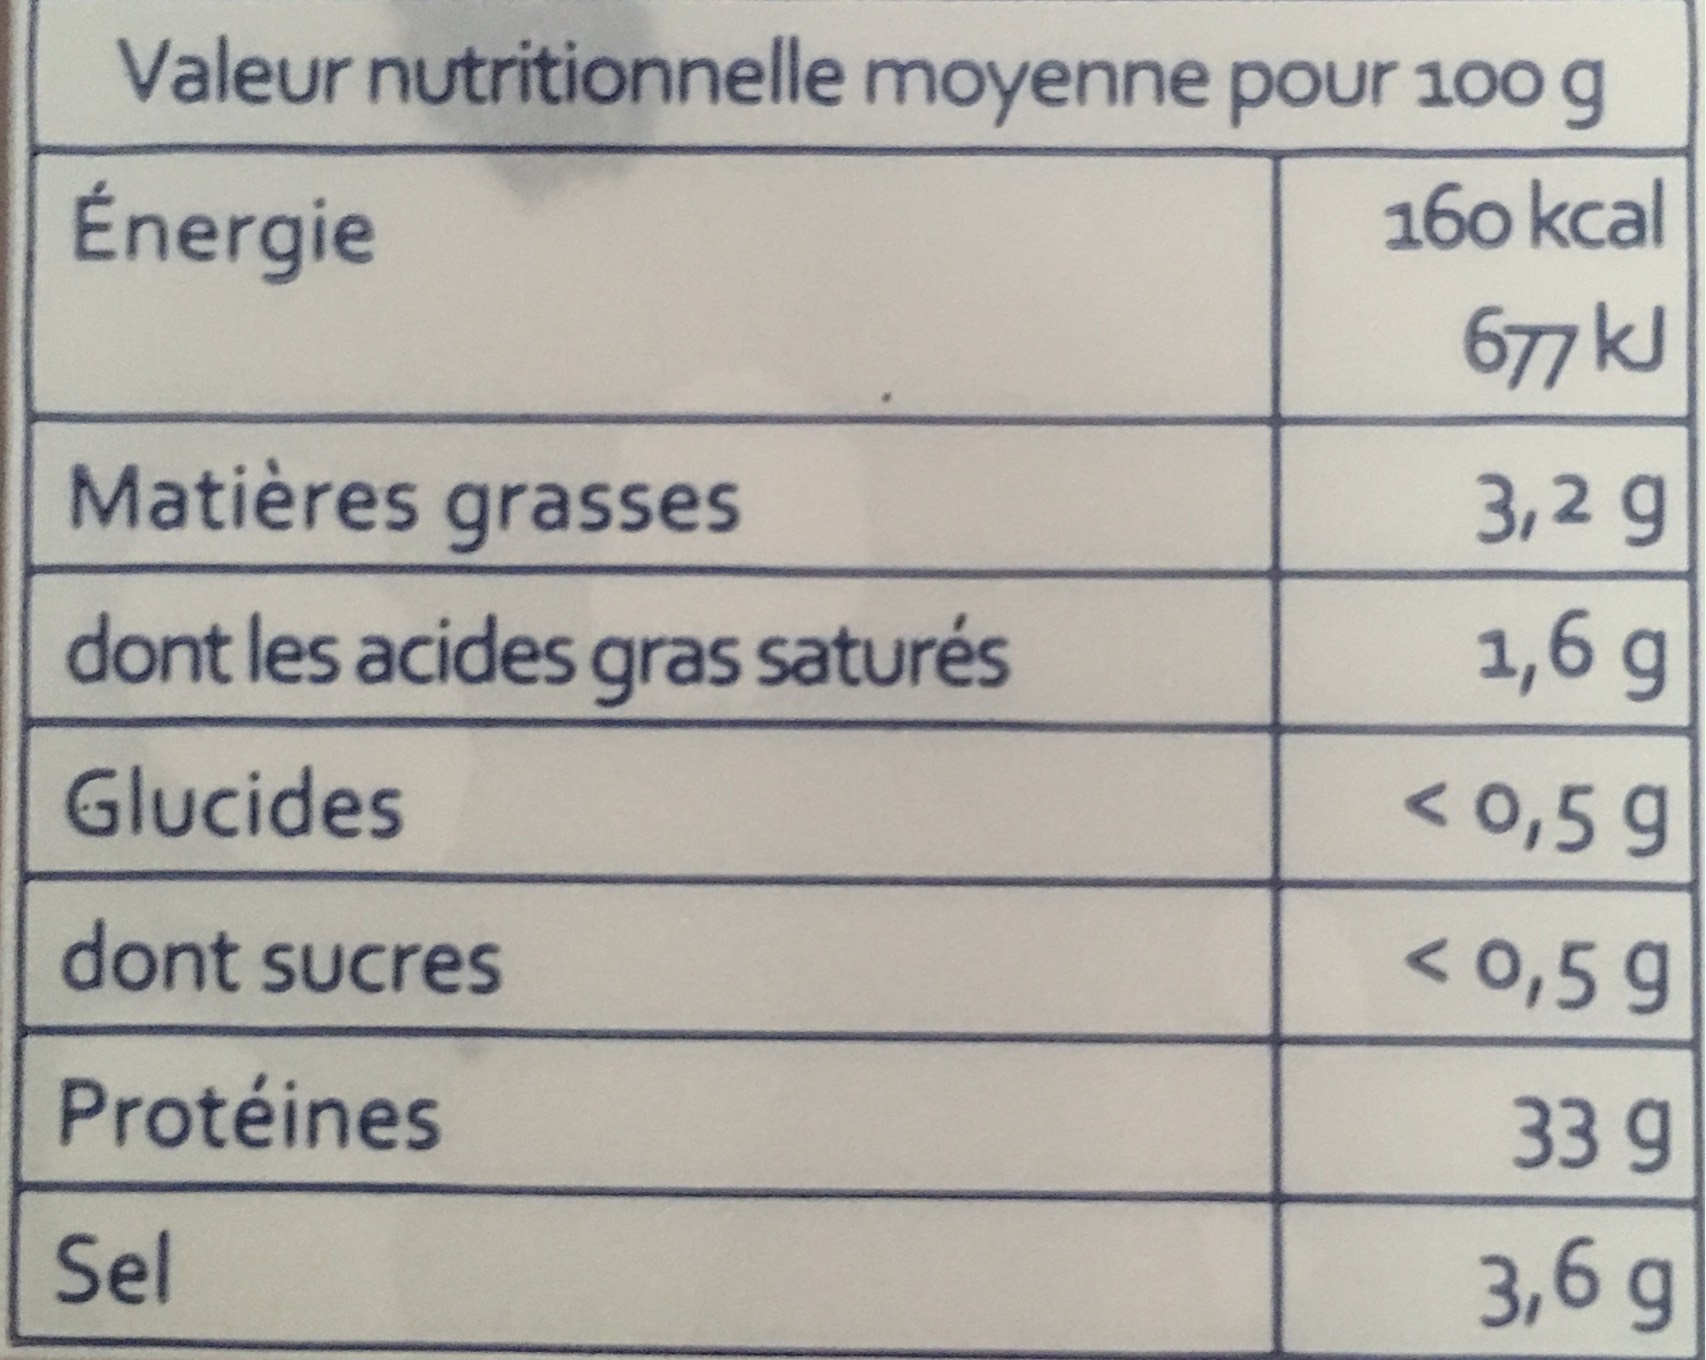 Valeur nutritionnelle moyenne pour 100 g
Énergie 160 kcal
677 kJ
Matières grasses 3,2 g
dont les acides gras saturés 1,6 g
Glucides < 0,5 g
dont sucres < 0,5 g
Protéines 33 g
Sel 3,6 g